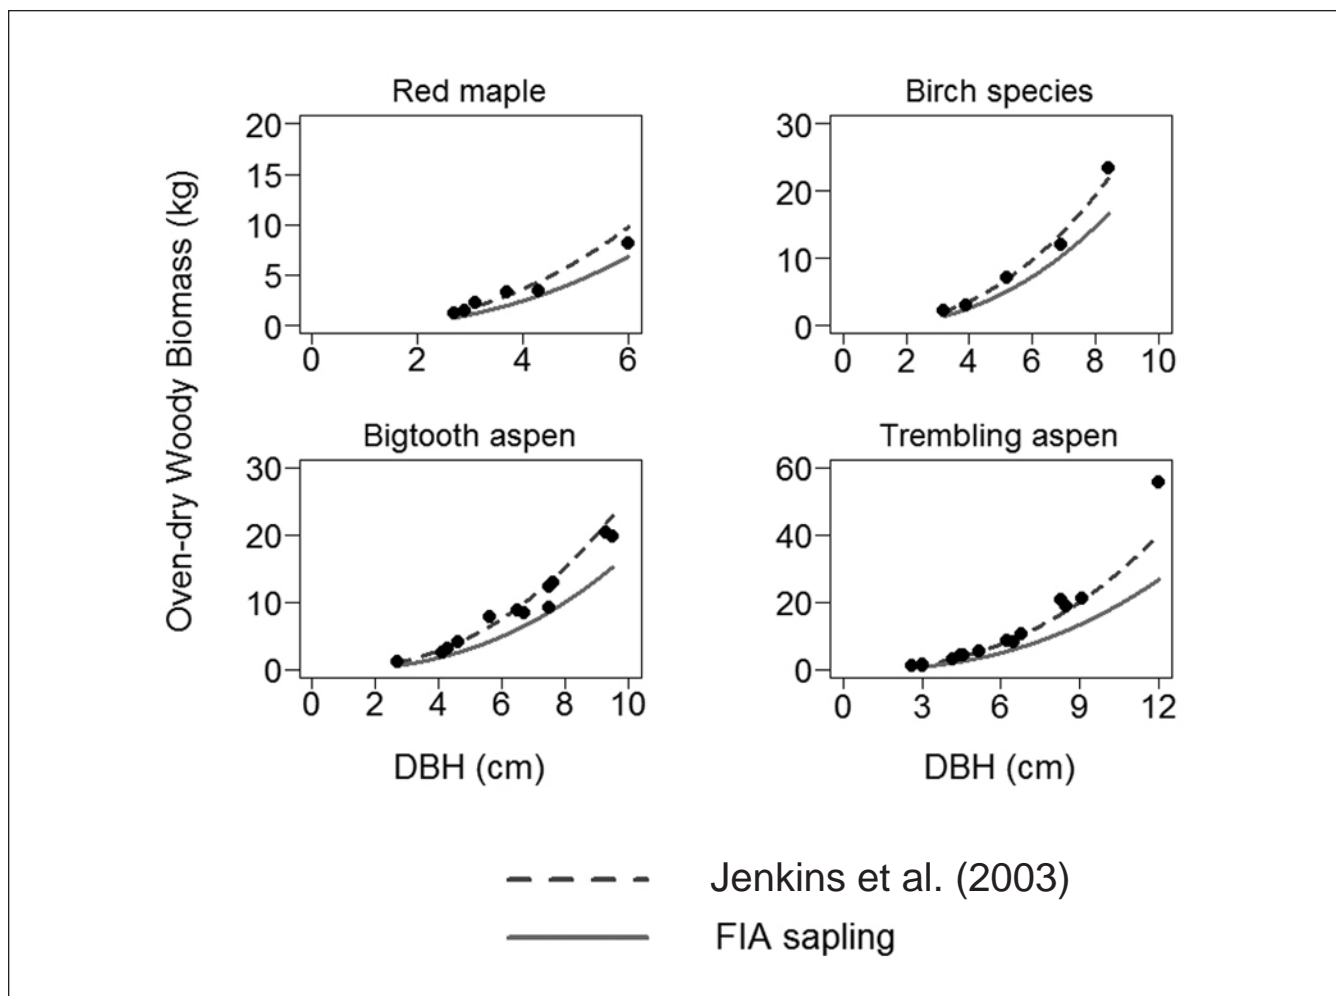 Red maple
Birch species
20
15
10
5
0
0 2 4 6
30
20
10
0
0 2 4 6 8 10
Oven-dry Woody Biomass (kg)
Bigtooth aspen
Trembling aspen
30
20
10
0
0 2 4 6 8 10
60
40
20
0
0 3 6 9 12
DBH (cm)
DBH (cm)
Jenkins et al. (2003)
FIA sapling